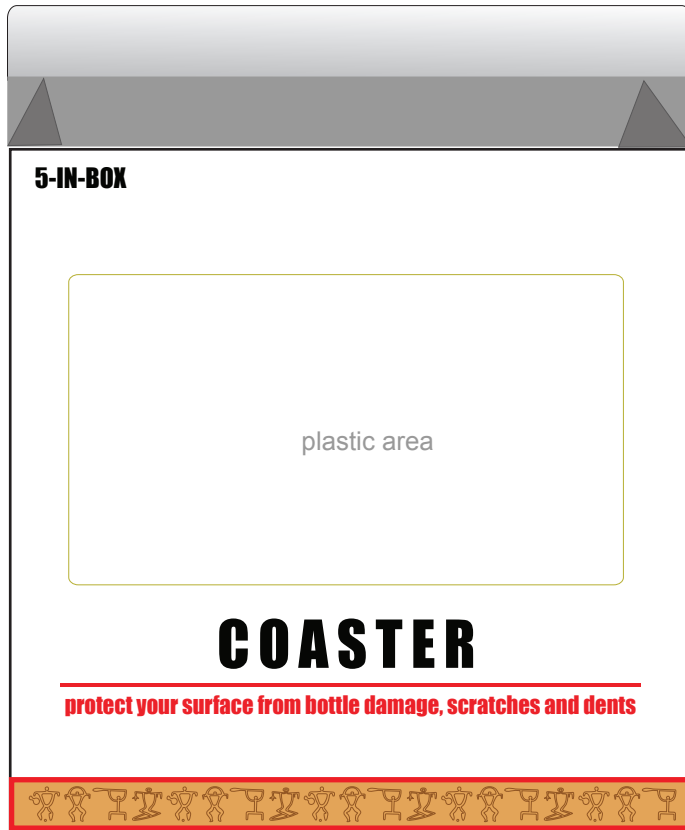 5-IN-BOX
plastic area
COASTER
protect your surface from bottle damage, scratches and dents